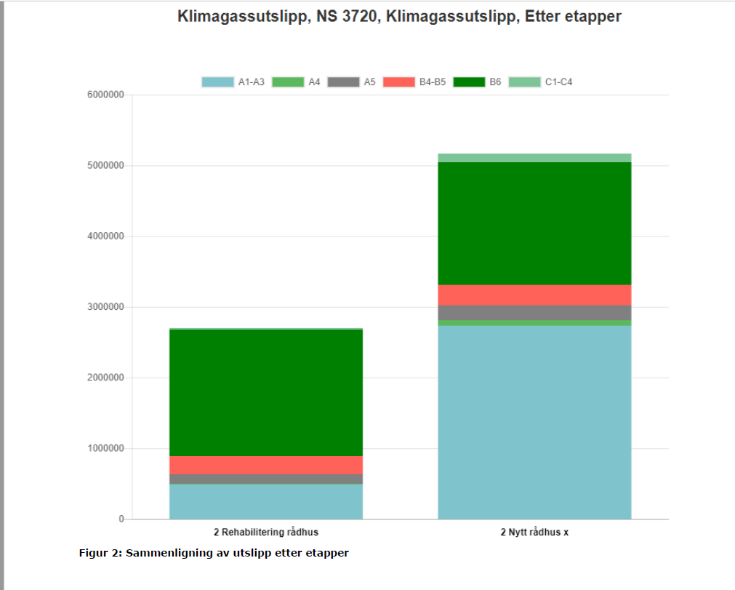 Klimagassutslipp, NS 3720, Klimagassutslipp, Etter etapper
A1-A3 A4 A5 B4-B5 B6 C1-C4
6000000
5000000
4000000
3000000
2000000
1000000
0
2 Rehabilitering rådhus 2 Nytt rådhus x
Figur 2: Sammenligning av utslipp etter etapper